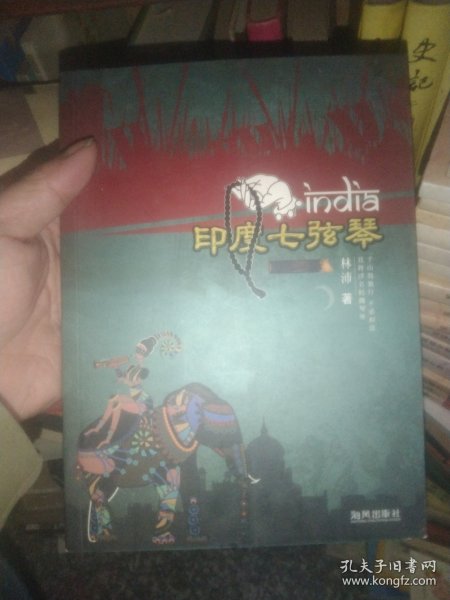 史記
india
印度七弦琴
林沛 著
海风出版社
孔夫子旧书网
www.kongfz.com